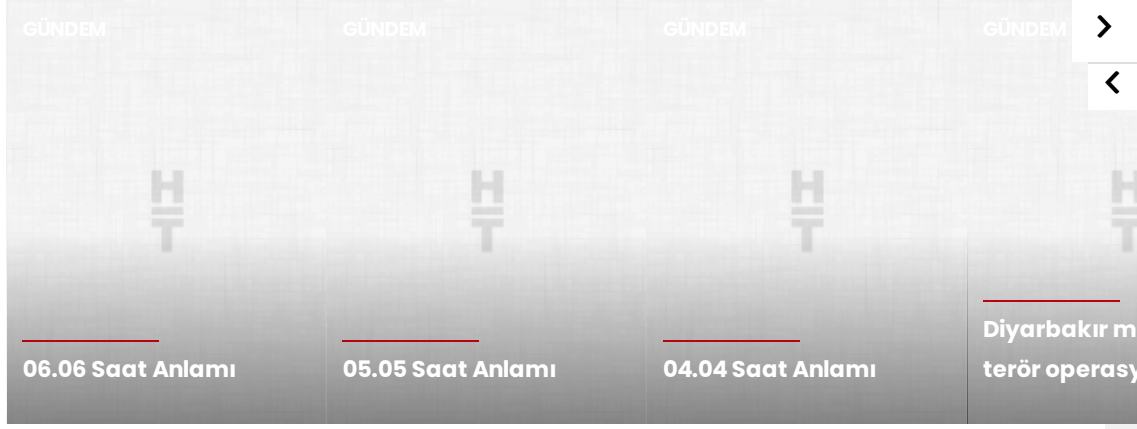 GÜNDEM
06.06 Saat Anlamı
GÜNDEM
05.05 Saat Anlamı
GÜNDEM
04.04 Saat Anlamı
GÜNDEM
Diyarbakır
terör
H
T
H
T
H
T